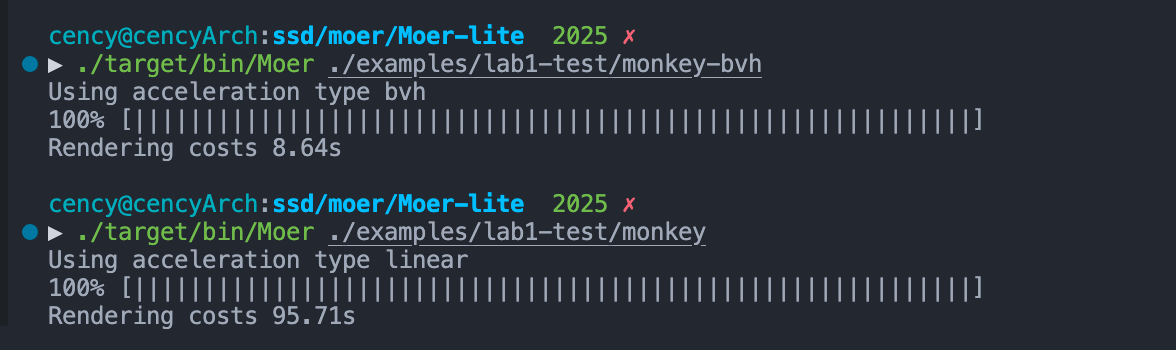 cency@cencyArch:ssd/moer/Moer-lite  2025 ✗
▶ ./target/bin/Moer ./examples/lab1-test/monkey-bvh
Using acceleration type bvh
100% [||||||||||||||||||||||||||||||||||||||||||||||||||||||||||||]
Rendering costs 8.64s
cency@cencyArch:ssd/moer/Moer-lite  2025 ✗
▶ ./target/bin/Moer ./examples/lab1-test/monkey
Using acceleration type linear
100% [||||||||||||||||||||||||||||||||||||||||||||||||||||||||||||]
Rendering costs 95.71s